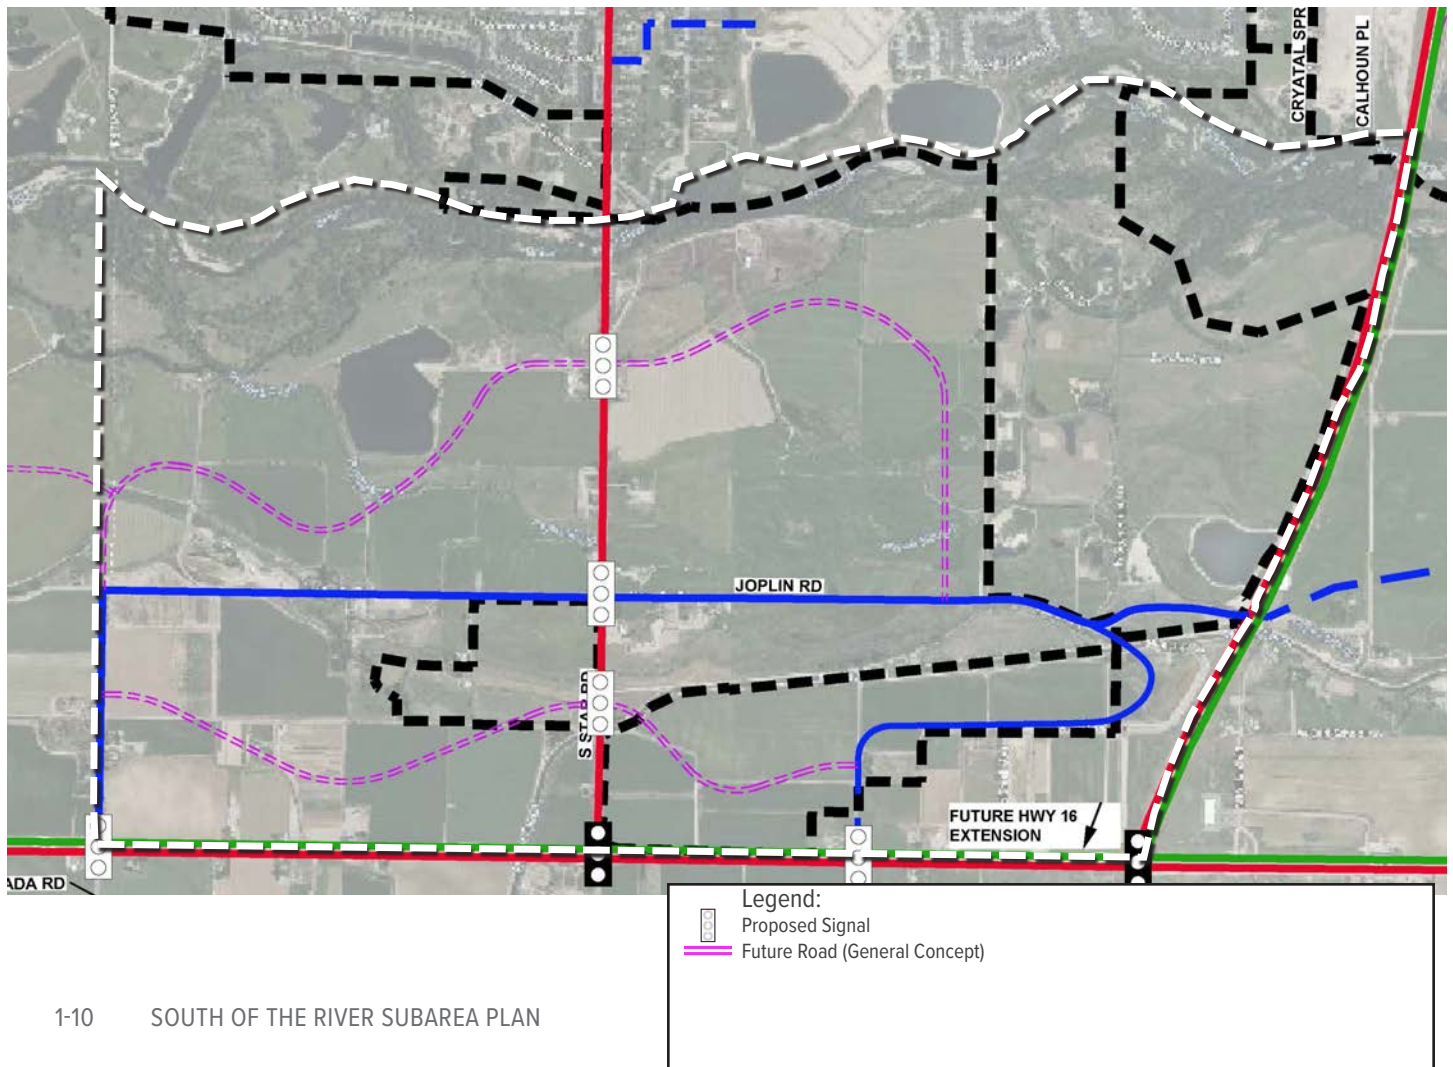 CRYATAL SPR
CALHOUN PL
JOPLIN RD
S STAR RD
FUTURE HWY 16
EXTENSION
ADA RD
Legend:
Proposed Signal
Future Road (General Concept)
1-10 SOUTH OF THE RIVER SUBAREA PLAN